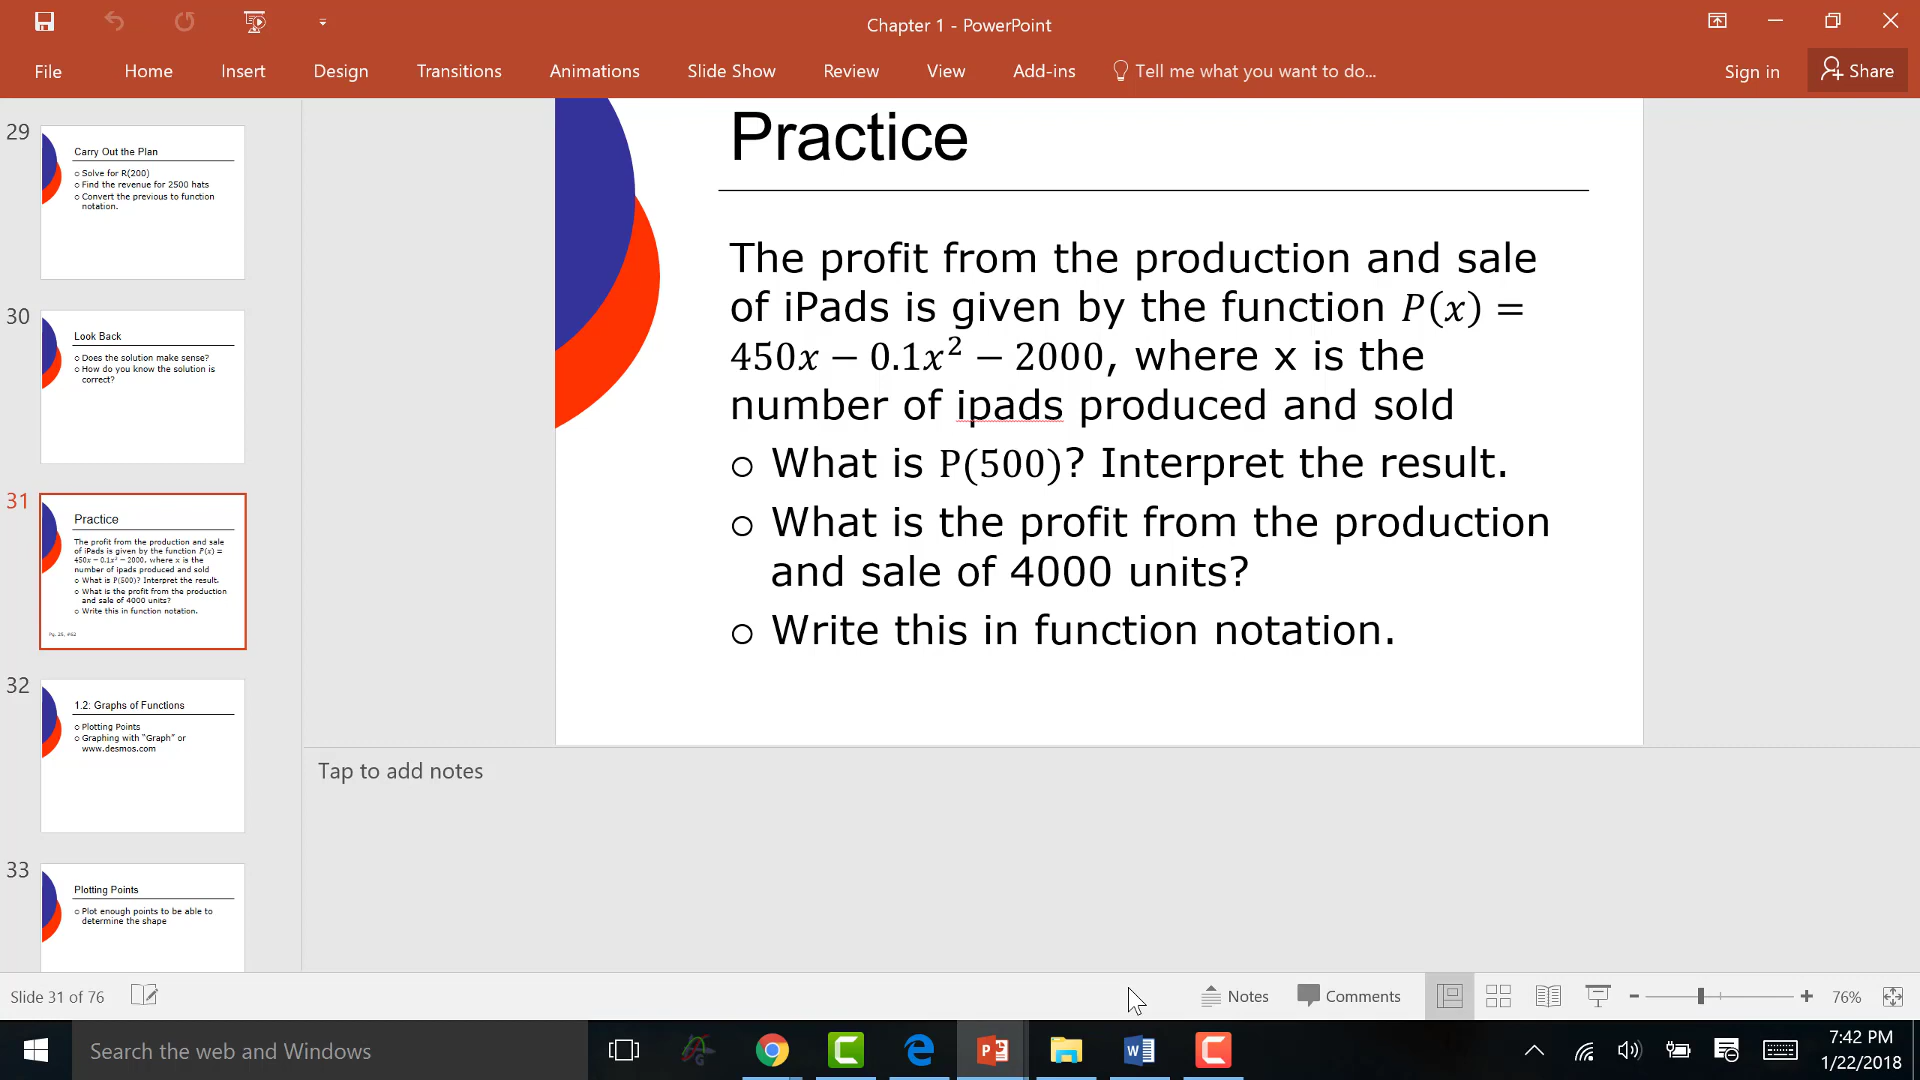 Chapter 1 - PowerPoint
File Home Insert Design Transitions Animations Slide Show Review View Add-ins Tell me what you want to do... Sign in Share
29
Carry Out the Plan
o Solve for R(200)
o Find the revenue for 2500 hats
o Convert the previous to function
notation.
30
Look Back
o Does the solution make sense?
o How do you know the solution is
correct?
31
Practice
The profit from the production and sale
of iPads is given by the function P(x) =
450x − 0.1x² − 2000, where x is the
number of ipads produced and sold
o What is P(500)? Interpret the result.
o What is the profit from the production
and sale of 4000 units?
o Write this in function notation.
Pg. 25, #62
32
1.2: Graphs of Functions
o Plotting Points
o Graphing with "Graph" or
www.desmos.com
33
Plotting Points
o Plot enough points to be able to
determine the shape
Practice
The profit from the production and sale
of iPads is given by the function P(x) =
450x − 0.1x² − 2000, where x is the
number of ipads produced and sold
o What is P(500)? Interpret the result.
o What is the profit from the production
and sale of 4000 units?
o Write this in function notation.
Tap to add notes
Slide 31 of 76 Notes Comments 76%
Search the web and Windows
7:42 PM
1/22/2018